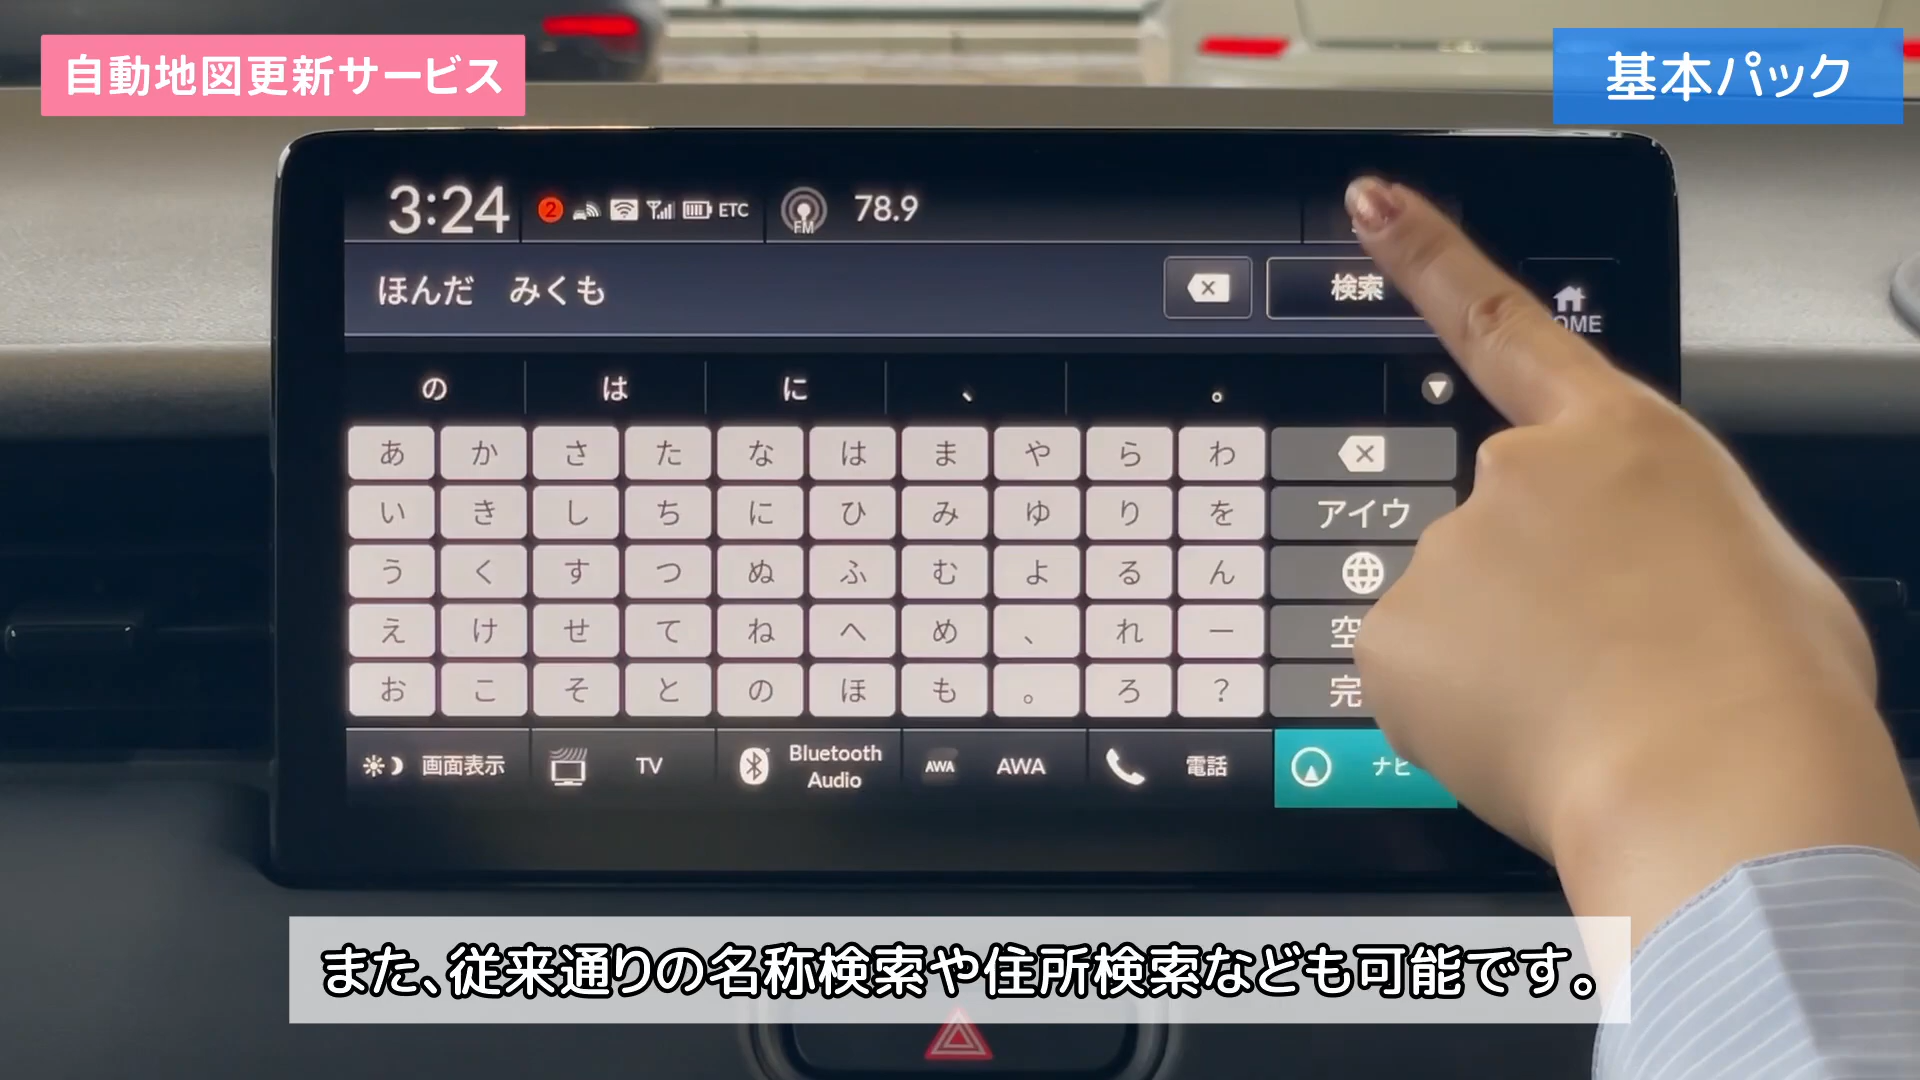 自動地図更新サービス
基本パック
3:24
2
ETC
FM
78.9
ほんだ みくも
検索
の は に 、 。
あ か さ た な は ま や ら わ
い き し ち に ひ み ゆ り を アイウ
う く す つ ぬ ふ む よ る ん
え け せ て ね へ め 、 れ ー 空
お こ そ と の ほ も 。 ろ ? 完
画面表示
TV
Bluetooth
Audio
AWA
AWA
電話
ナビ
また、従来通りの名称検索や住所検索なども可能です。